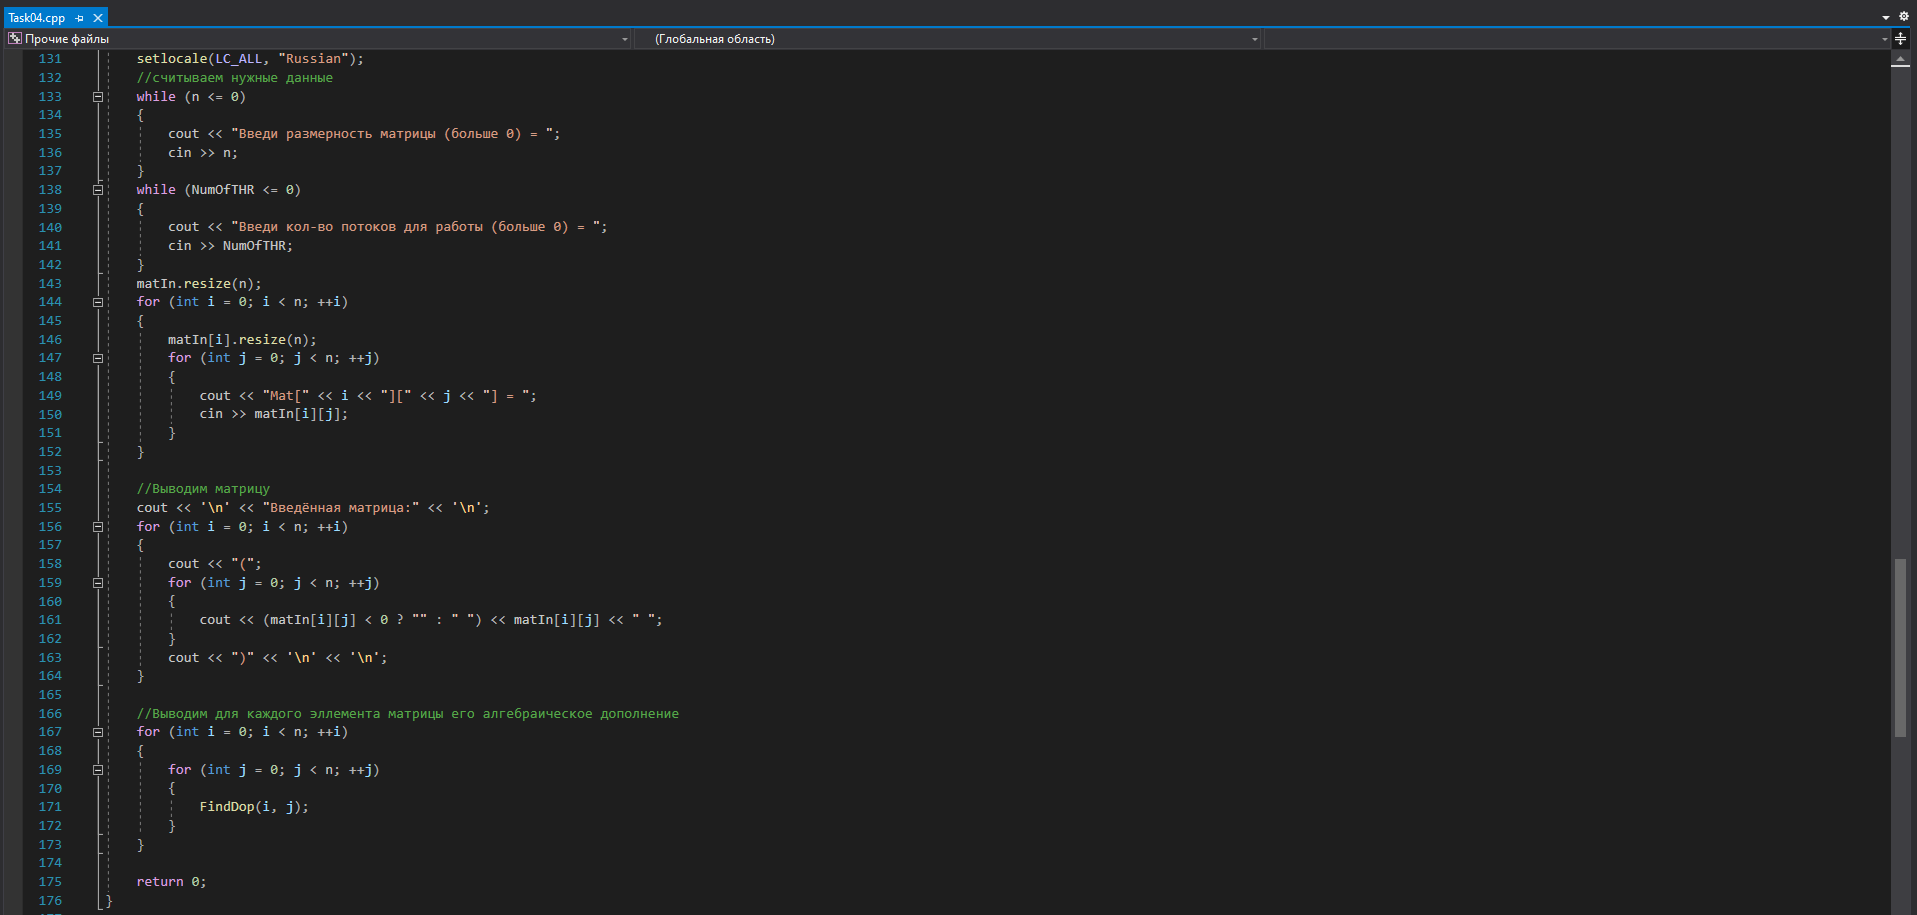 Task04.cpp
Прочие файлы (Глобальная область)
131 setlocale(LC_ALL, "Russian");
132 //считываем нужные данные
133 while (n <= 0)
134 {
135 cout << "Введи размерность матрицы (больше 0) = ";
136 cin >> n;
137 }
138 while (NumOfTHR <= 0)
139 {
140 cout << "Введи кол-во потоков для работы (больше 0) = ";
141 cin >> NumOfTHR;
142 }
143 matIn.resize(n);
144 for (int i = 0; i < n; ++i)
145 {
146 matIn[i].resize(n);
147 for (int j = 0; j < n; ++j)
148 {
149 cout << "Mat[" << i << "][" << j << "] = ";
150 cin >> matIn[i][j];
151 }
152 }
153
154 //Выводим матрицу
155 cout << '\n' << "Введённая матрица:" << '\n';
156 for (int i = 0; i < n; ++i)
157 {
158 cout << "(";
159 for (int j = 0; j < n; ++j)
160 {
161 cout << (matIn[i][j] < 0 ? "" : " ") << matIn[i][j] << " ";
162 }
163 cout << ")" << '\n' << '\n';
164 }
165
166 //Выводим для каждого эллемента матрицы его алгебраическое дополнение
167 for (int i = 0; i < n; ++i)
168 {
169 for (int j = 0; j < n; ++j)
170 {
171 FindDop(i, j);
172 }
173 }
174
175 return 0;
176 }